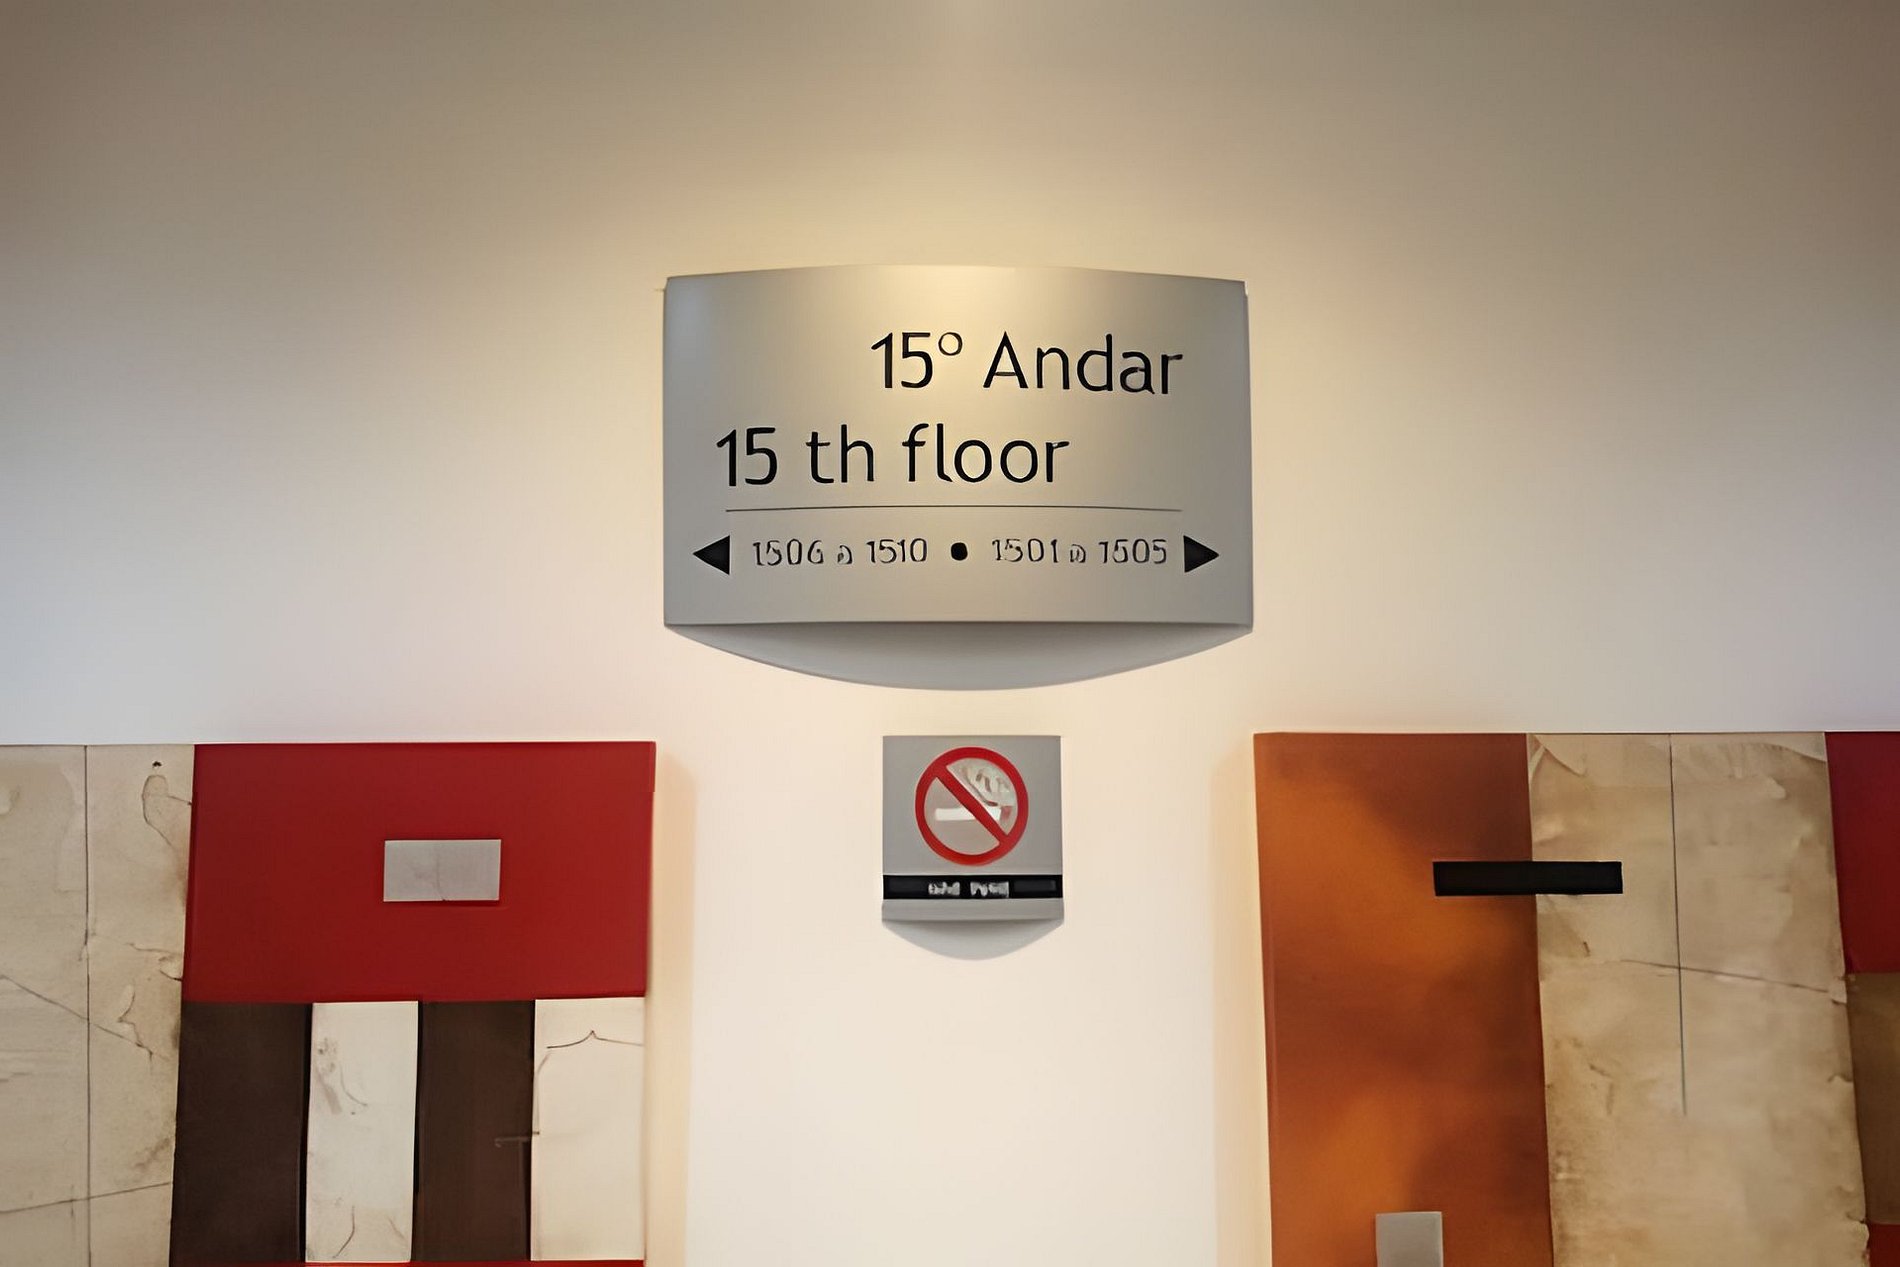 15º Andar
15 th floor
1506 a 1510 • 1501 a 1505